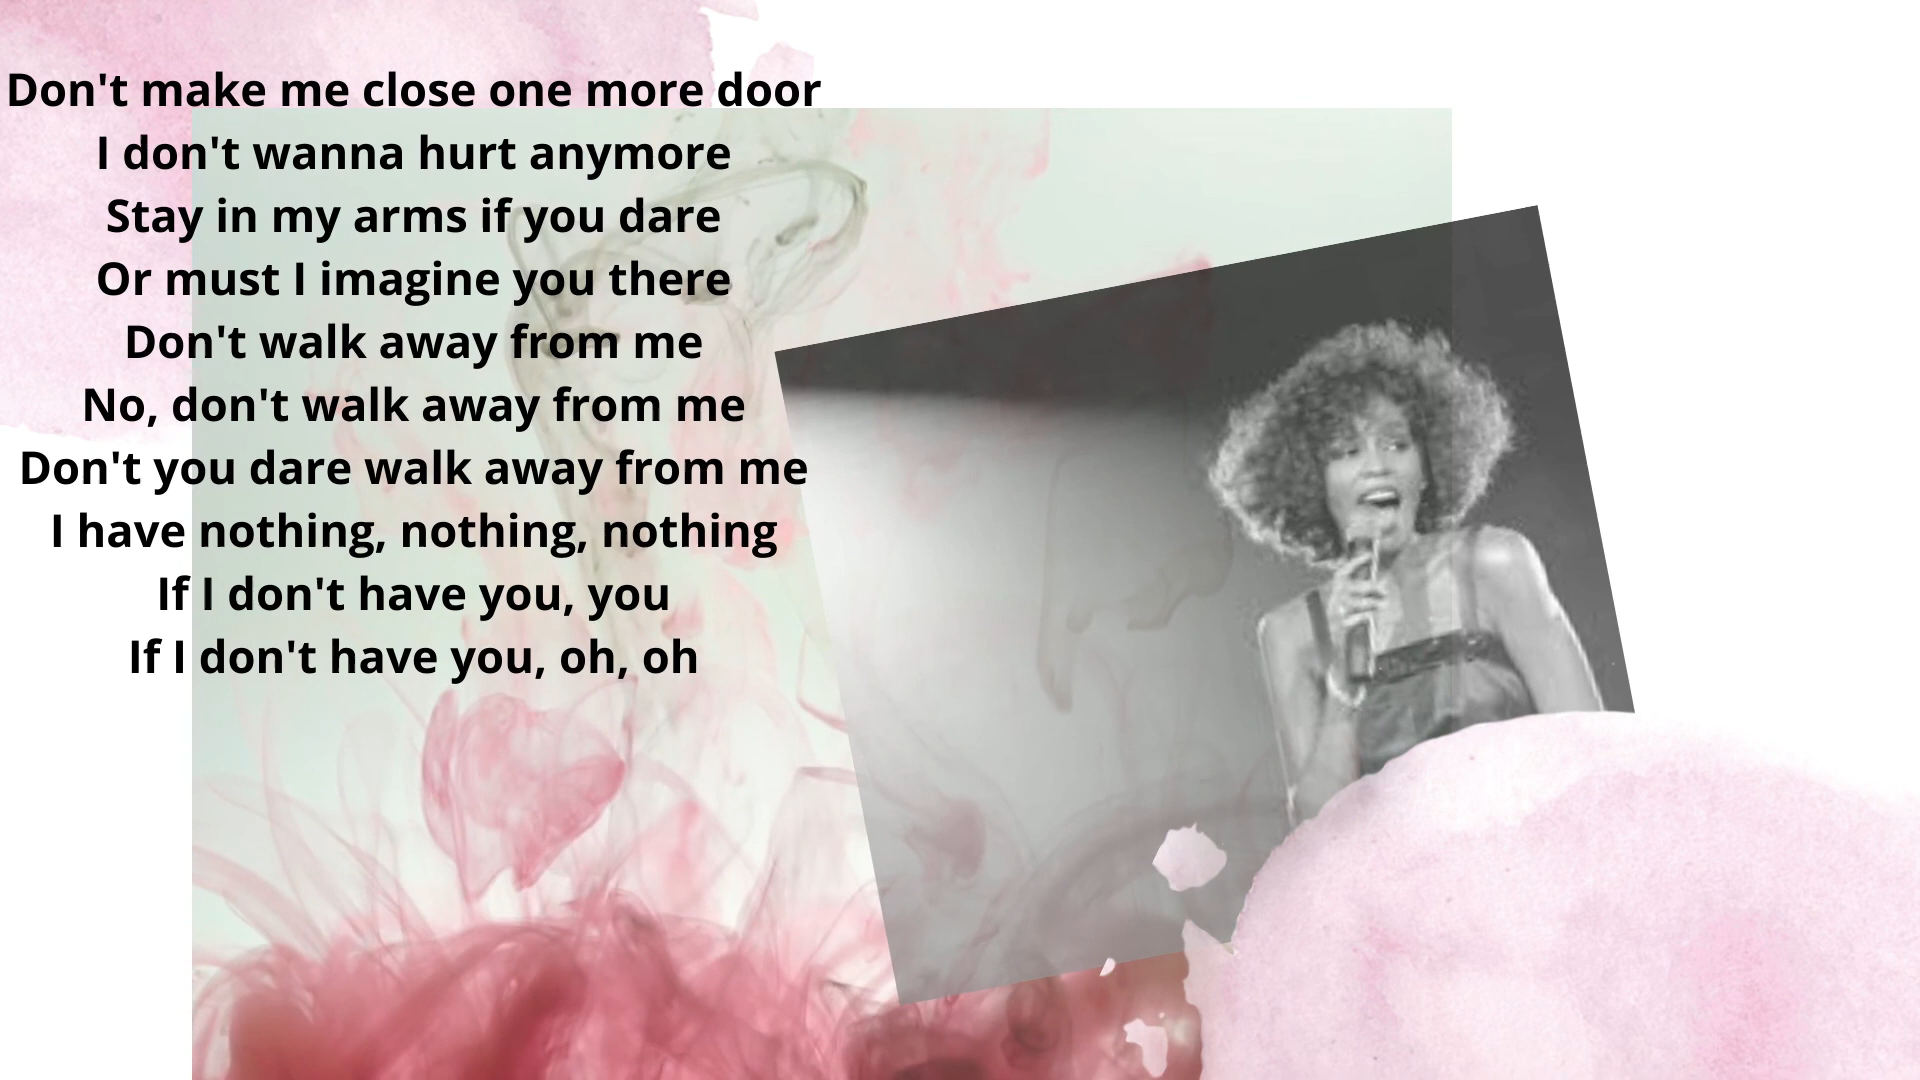 Don't make me close one more door
I don't wanna hurt anymore
Stay in my arms if you dare
Or must I imagine you there
Don't walk away from me
No, don't walk away from me
Don't you dare walk away from me
I have nothing, nothing, nothing
If I don't have you, you
If I don't have you, oh, oh